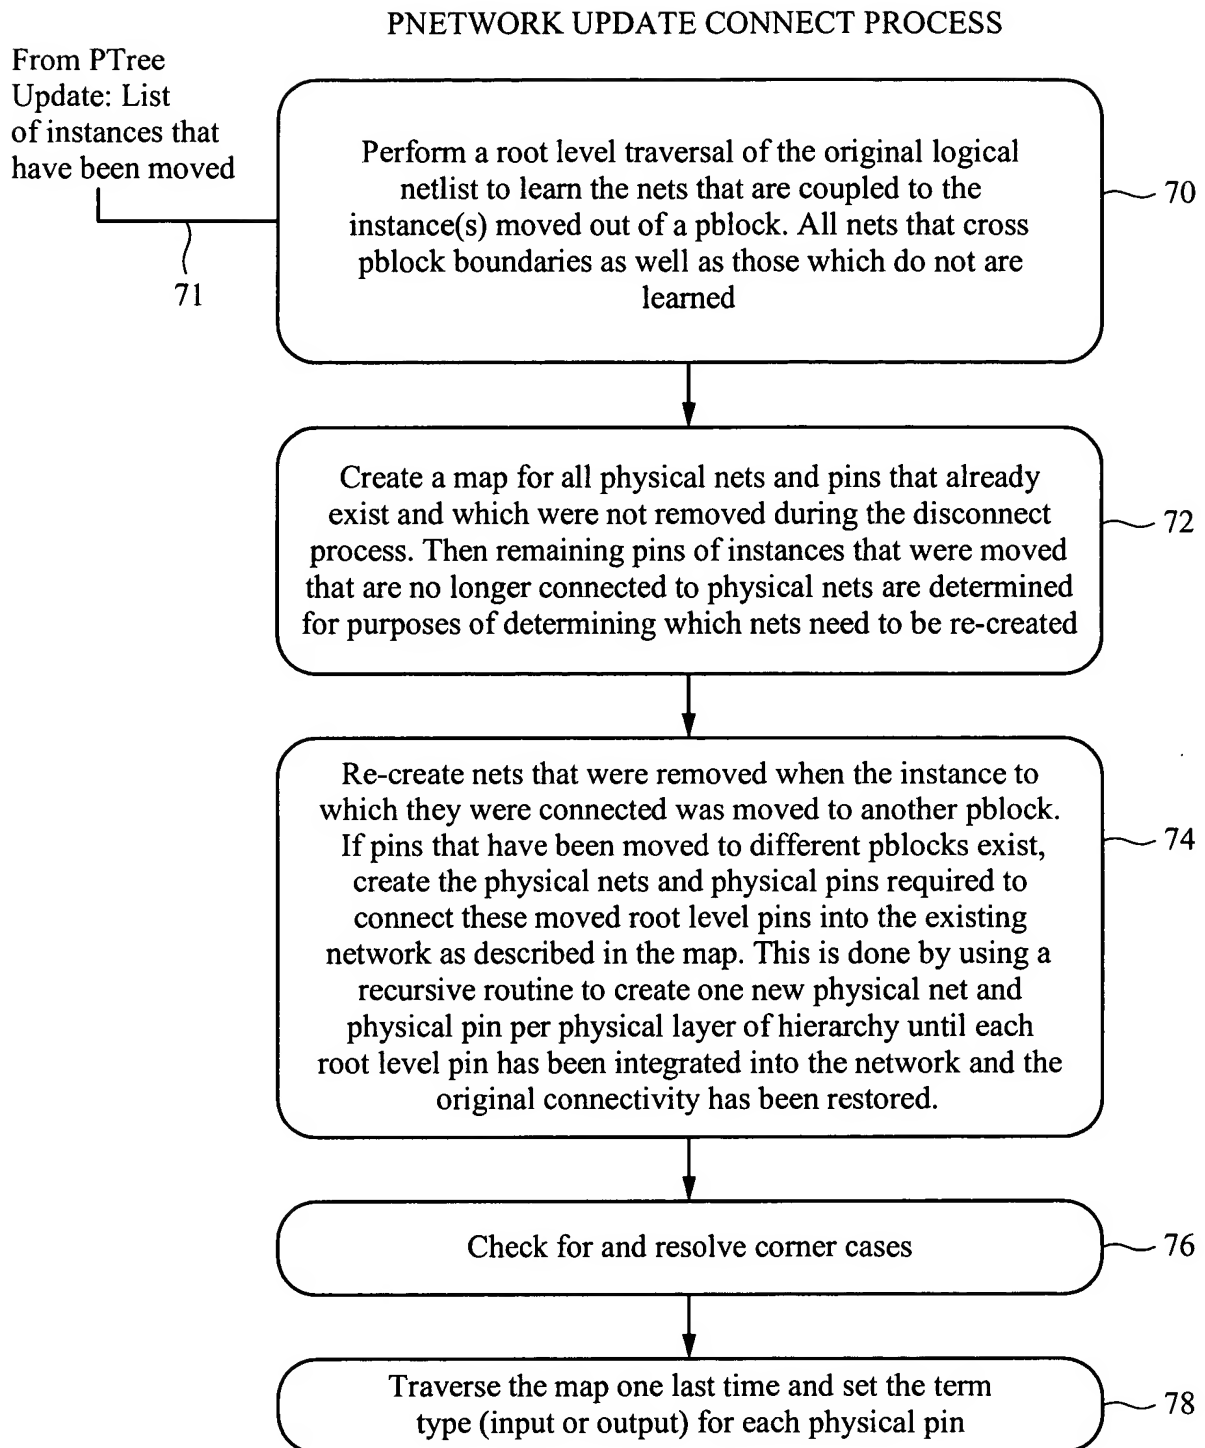 PNETWORK UPDATE CONNECT PROCESS
From PTree
Update: List
of instances that
have been moved
71
Perform a root level traversal of the original logical
netlist to learn the nets that are coupled to the
instance(s) moved out of a pblock. All nets that cross
pblock boundaries as well as those which do not are
learned
70
Create a map for all physical nets and pins that already
exist and which were not removed during the disconnect
process. Then remaining pins of instances that were moved
that are no longer connected to physical nets are determined
for purposes of determining which nets need to be re-created
72
Re-create nets that were removed when the instance to
which they were connected was moved to another pblock.
If pins that have been moved to different pblocks exist,
create the physical nets and physical pins required to
connect these moved root level pins into the existing
network as described in the map. This is done by using a
recursive routine to create one new physical net and
physical pin per physical layer of hierarchy until each
root level pin has been integrated into the network and the
original connectivity has been restored.
74
Check for and resolve corner cases
76
Traverse the map one last time and set the term
type (input or output) for each physical pin
78